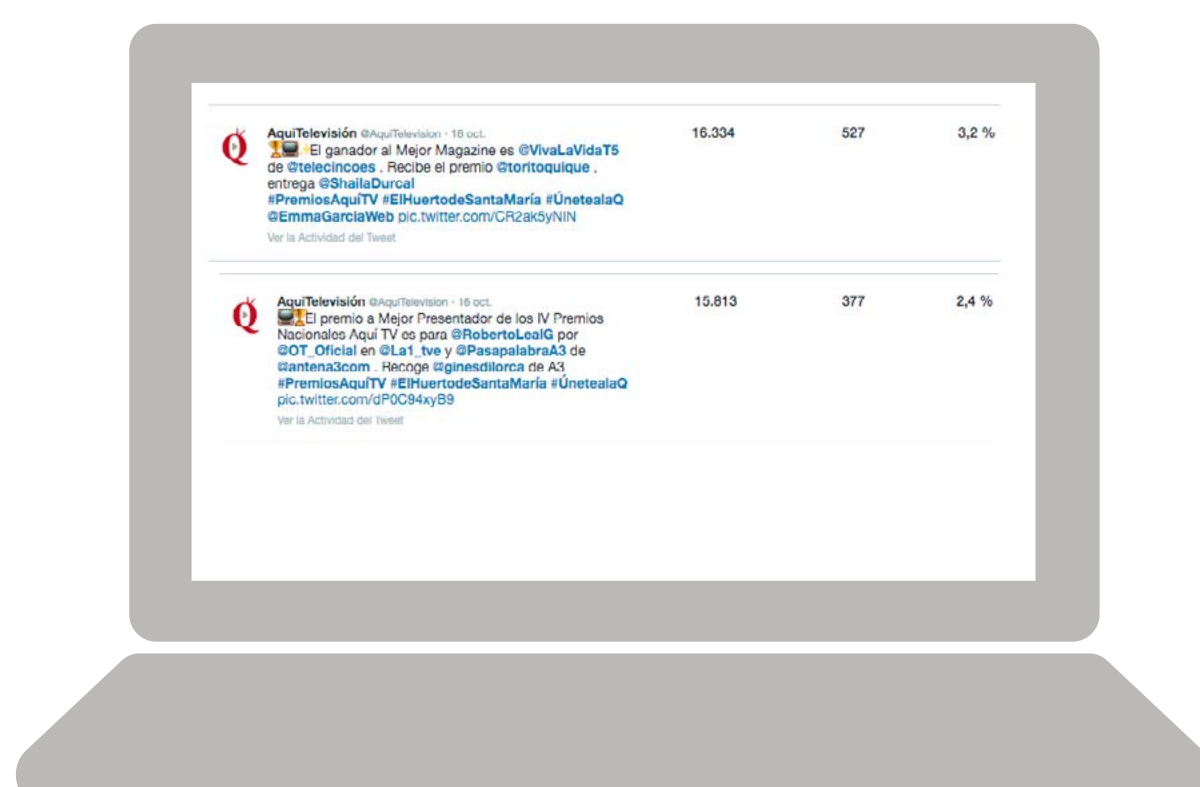 AquiTelevisión @AquiTelevision · 16 oct. 16.334 527 3,2 %
🏆📺✨El ganador al Mejor Magazine es @VivaLaVidaT5
de @telecincoes . Recibe el premio @toritoquique ,
entrega @ShailaDurcal
#PremiosAquíTV #ElHuertodeSantaMaría #ÚnetealaQ
@EmmaGarciaWeb pic.twitter.com/CR2ak5yNIN
Ver la Actividad del Tweet
AquiTelevisión @AquiTelevision · 16 oct. 15.813 377 2,4 %
📺🏆El premio a Mejor Presentador de los IV Premios
Nacionales Aquí TV es para @RobertoLealG por
@OT_Oficial en @La1_tve y @PasapalabraA3 de
@antena3com . Recoge @ginesdilorca de A3
#PremiosAquíTV #ElHuertodeSantaMaría #ÚnetealaQ
pic.twitter.com/dP0C94xyB9
Ver la Actividad del Tweet